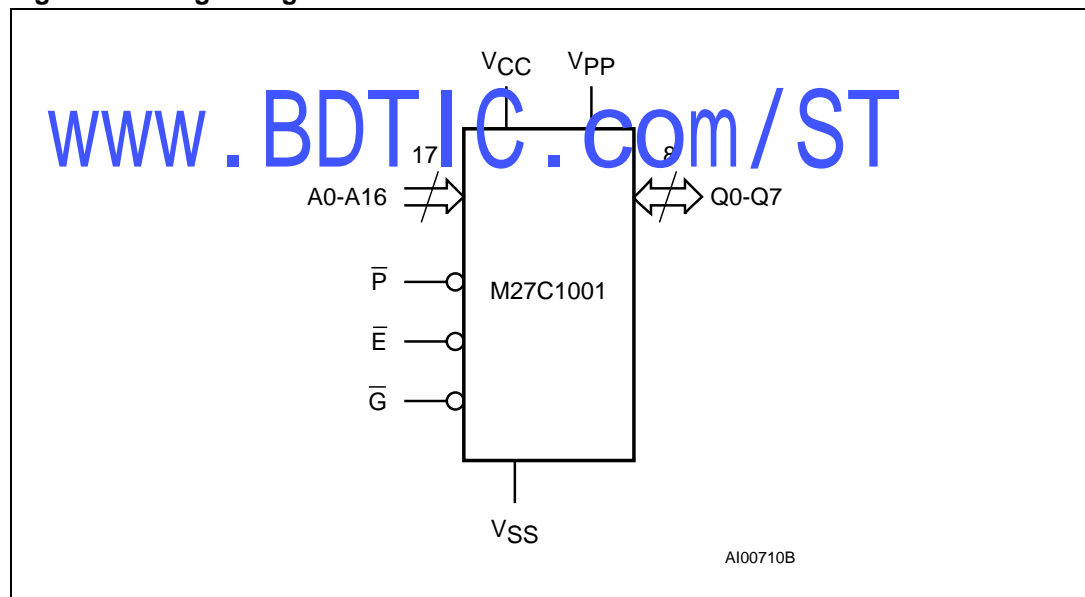 VCC VPP
www.BDTIC.com/ST
17
8
A0-A16
Q0-Q7
P̅
E̅
M27C1001
G̅
VSS
AI00710B